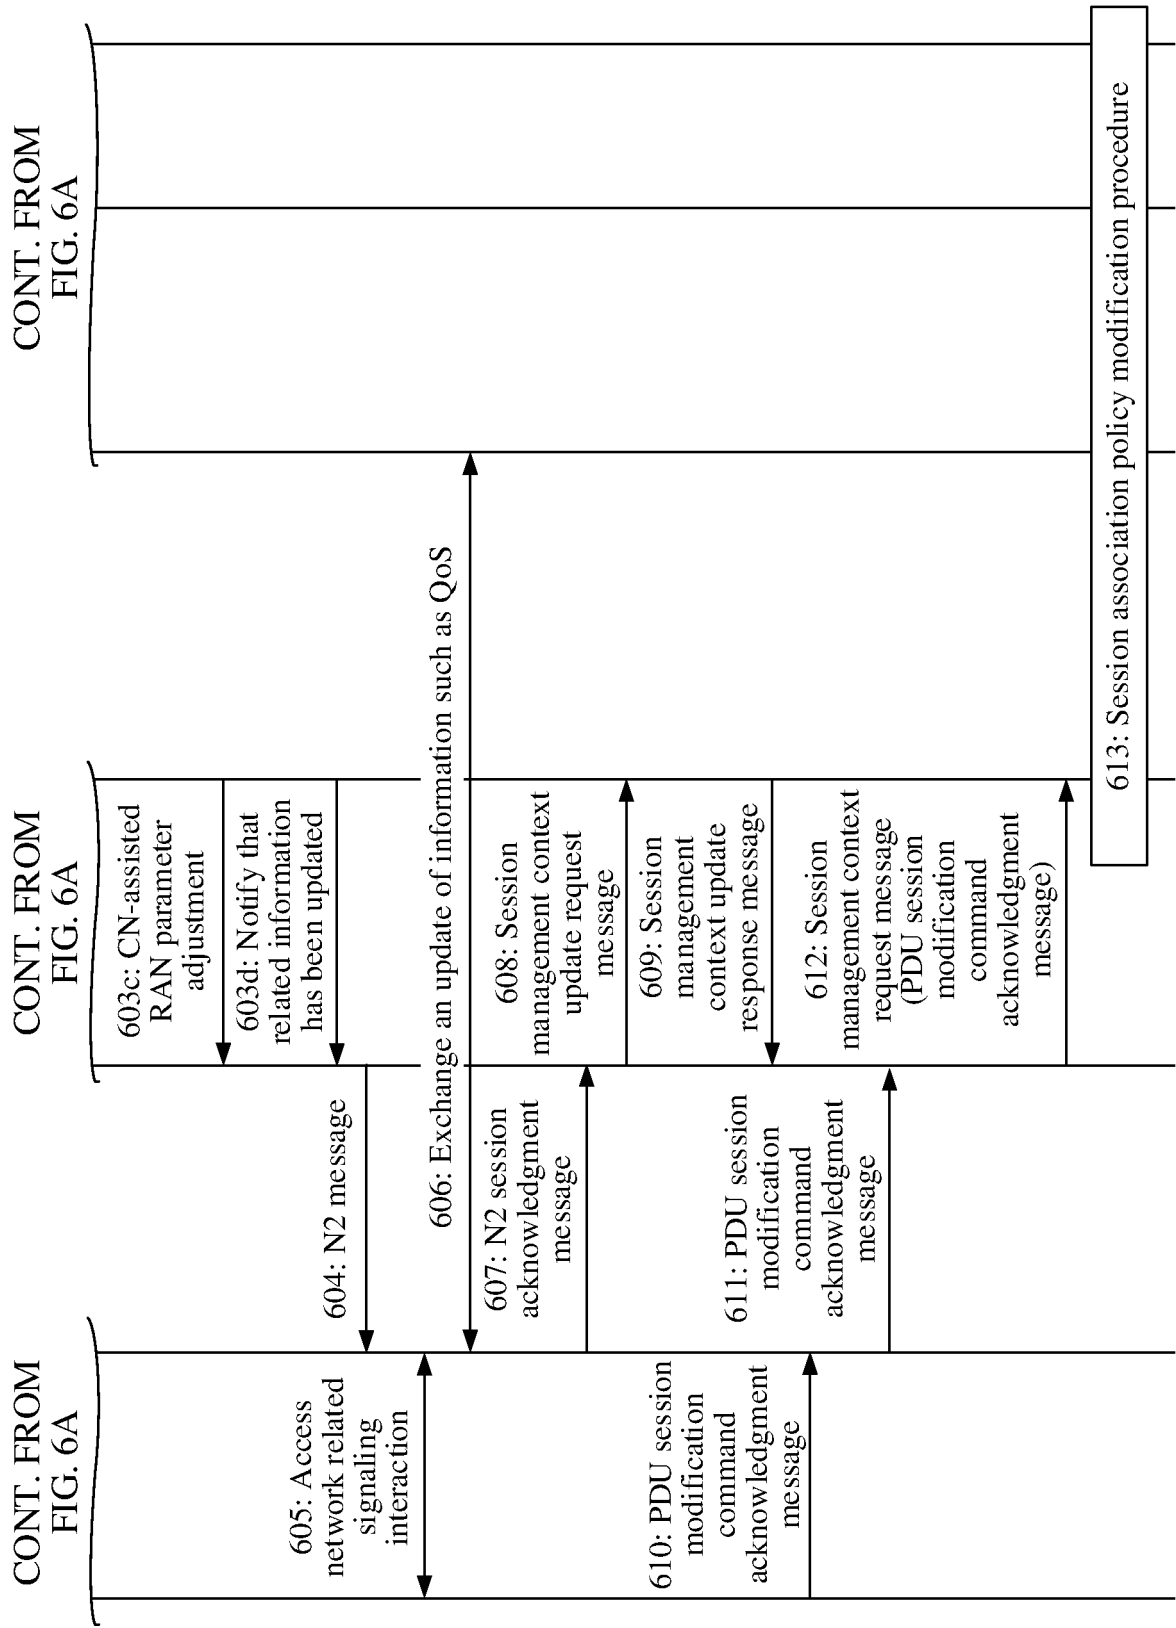 CONT. FROM
FIG. 6A
CONT. FROM
FIG. 6A
CONT. FROM
FIG. 6A
603c: CN-assisted
RAN parameter
adjustment
603d: Notify that
related information
has been updated
604: N2 message
605: Access
network related
signaling
interaction
606: Exchange an update of information such as QoS
607: N2 session
acknowledgment
message
608: Session
management context
update request
message
609: Session
management
context update
response message
610: PDU session
modification
command
acknowledgment
message
611: PDU session
modification
command
acknowledgment
message
612: Session
management context
request message
(PDU session
modification
command
acknowledgment
message)
613: Session association policy modification procedure